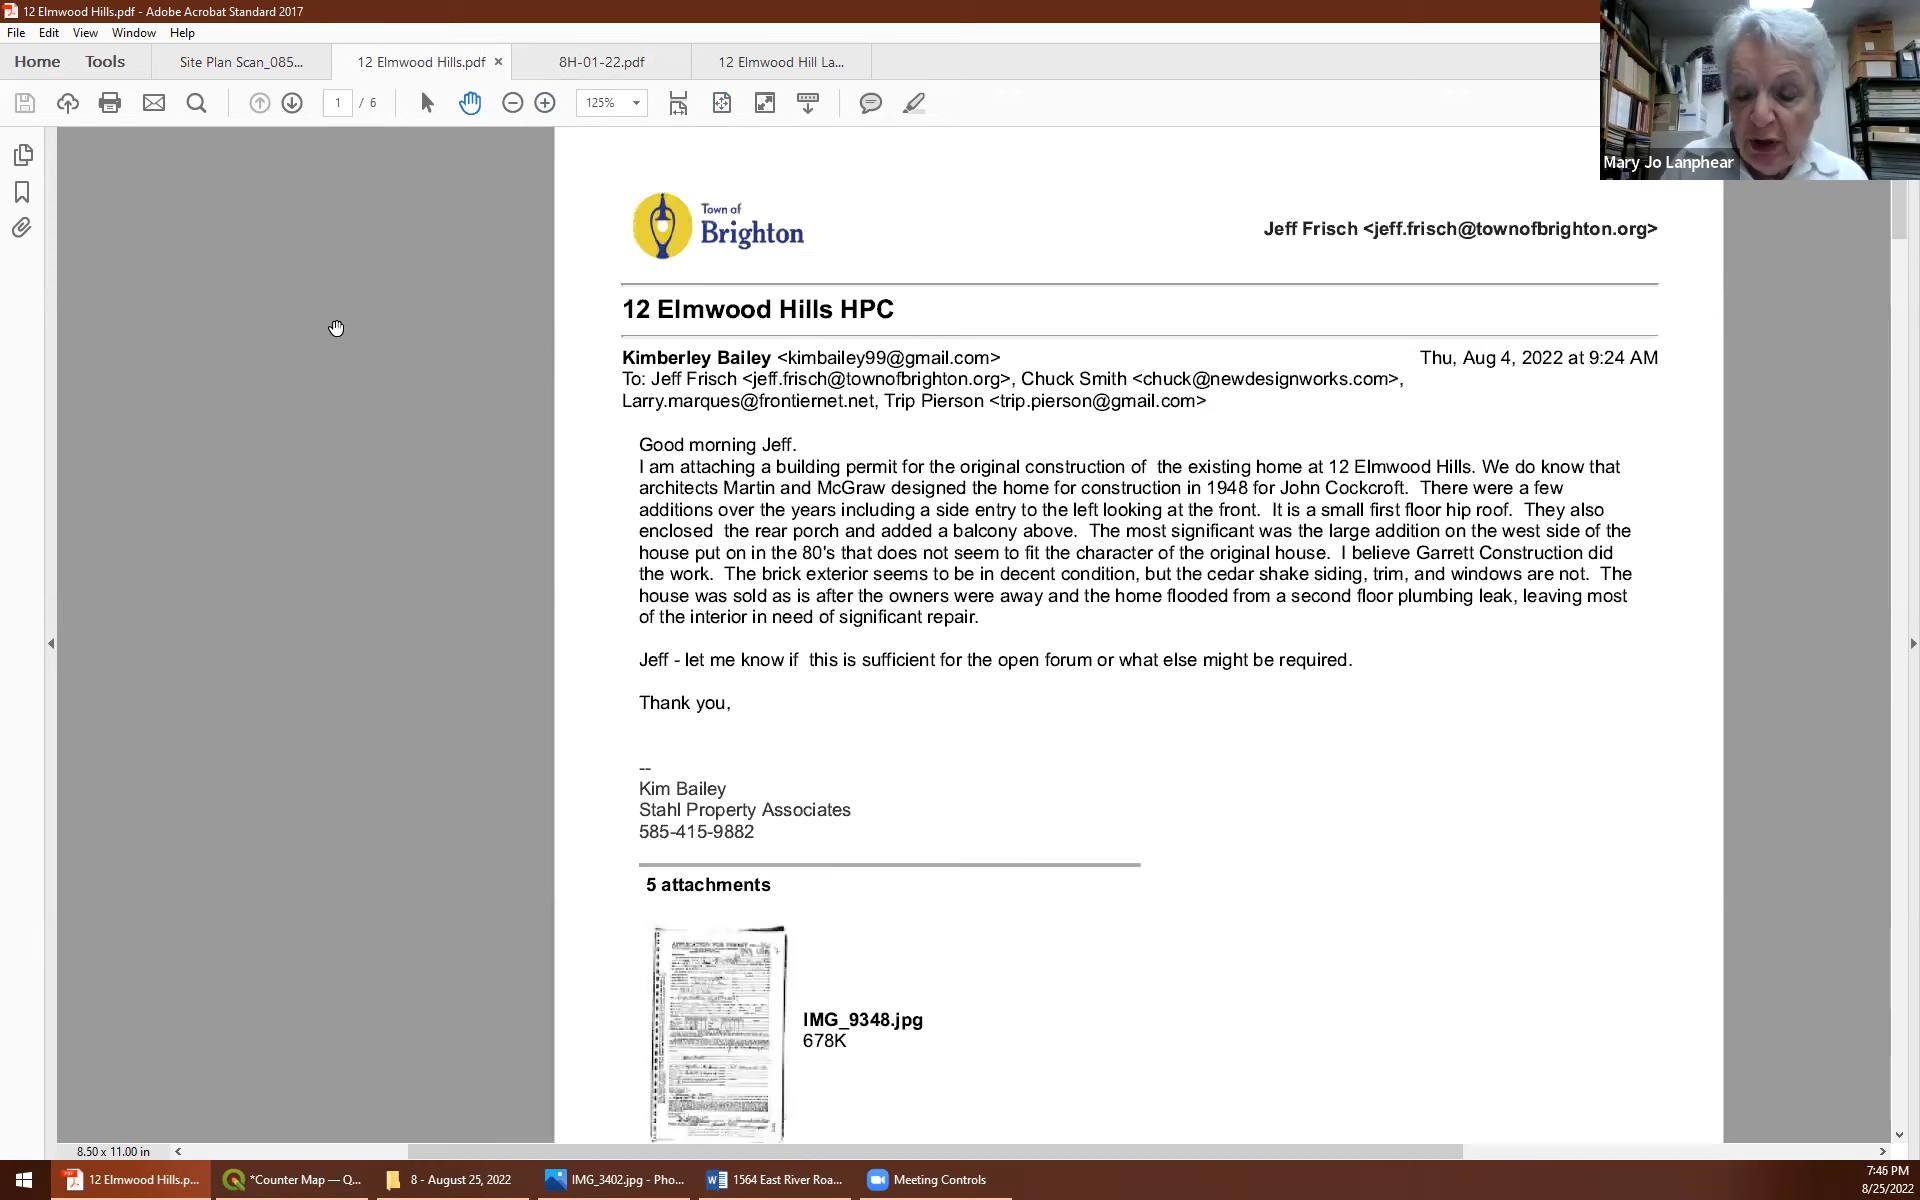 12 Elmwood Hills.pdf - Adobe Acrobat Standard 2017
File Edit View Window Help
Home Tools Site Plan Scan_085... 12 Elmwood Hills.pdf × 8H-01-22.pdf 12 Elmwood Hill La...
1 / 6 125%
Mary Jo Lanphear
Town of
Brighton
Jeff Frisch <jeff.frisch@townofbrighton.org>
12 Elmwood Hills HPC
Kimberley Bailey <kimbailey99@gmail.com> Thu, Aug 4, 2022 at 9:24 AM
To: Jeff Frisch <jeff.frisch@townofbrighton.org>, Chuck Smith <chuck@newdesignworks.com>,
Larry.marques@frontiernet.net, Trip Pierson <trip.pierson@gmail.com>
Good morning Jeff.
I am attaching a building permit for the original construction of the existing home at 12 Elmwood Hills. We do know that
architects Martin and McGraw designed the home for construction in 1948 for John Cockcroft. There were a few
additions over the years including a side entry to the left looking at the front. It is a small first floor hip roof. They also
enclosed the rear porch and added a balcony above. The most significant was the large addition on the west side of the
house put on in the 80's that does not seem to fit the character of the original house. I believe Garrett Construction did
the work. The brick exterior seems to be in decent condition, but the cedar shake siding, trim, and windows are not. The
house was sold as is after the owners were away and the home flooded from a second floor plumbing leak, leaving most
of the interior in need of significant repair.
Jeff - let me know if this is sufficient for the open forum or what else might be required.
Thank you,
--
Kim Bailey
Stahl Property Associates
585-415-9882
5 attachments
APPLICATION FOR PERMIT
IMG_9348.jpg
678K
8.50 x 11.00 in
12 Elmwood Hills.p... *Counter Map — Q... 8 - August 25, 2022 IMG_3402.jpg - Pho... 1564 East River Roa... Meeting Controls
7:46 PM
8/25/2022